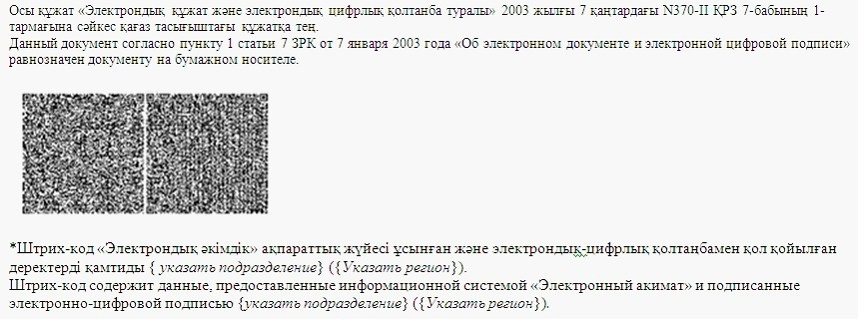 Осы құжат «Электрондық құжат және электрондық цифрлық қолтанба туралы» 2003 жылғы 7 қаңтардағы N370-II ҚРЗ 7-бабының 1-
тармағына сәйкес қағаз тасығыштағы құжатқа тең.
Данный документ согласно пункту 1 статьи 7 ЗРК от 7 января 2003 года «Об электронном документе и электронной цифровой подписи»
равнозначен документу на бумажном носителе.
*Штрих-код «Электрондық әкімдік» ақпараттық жүйесі ұсынған және электрондық-цифрлық қолтаңбамен қол қойылған
деректерді қамтиды { указать подразделение} ({Указать регион}).
Штрих-код содержит данные, предоставленные информационной системой «Электронный акимат» и подписанные
электронно-цифровой подписью {указать подразделение} ({Указать регион}).